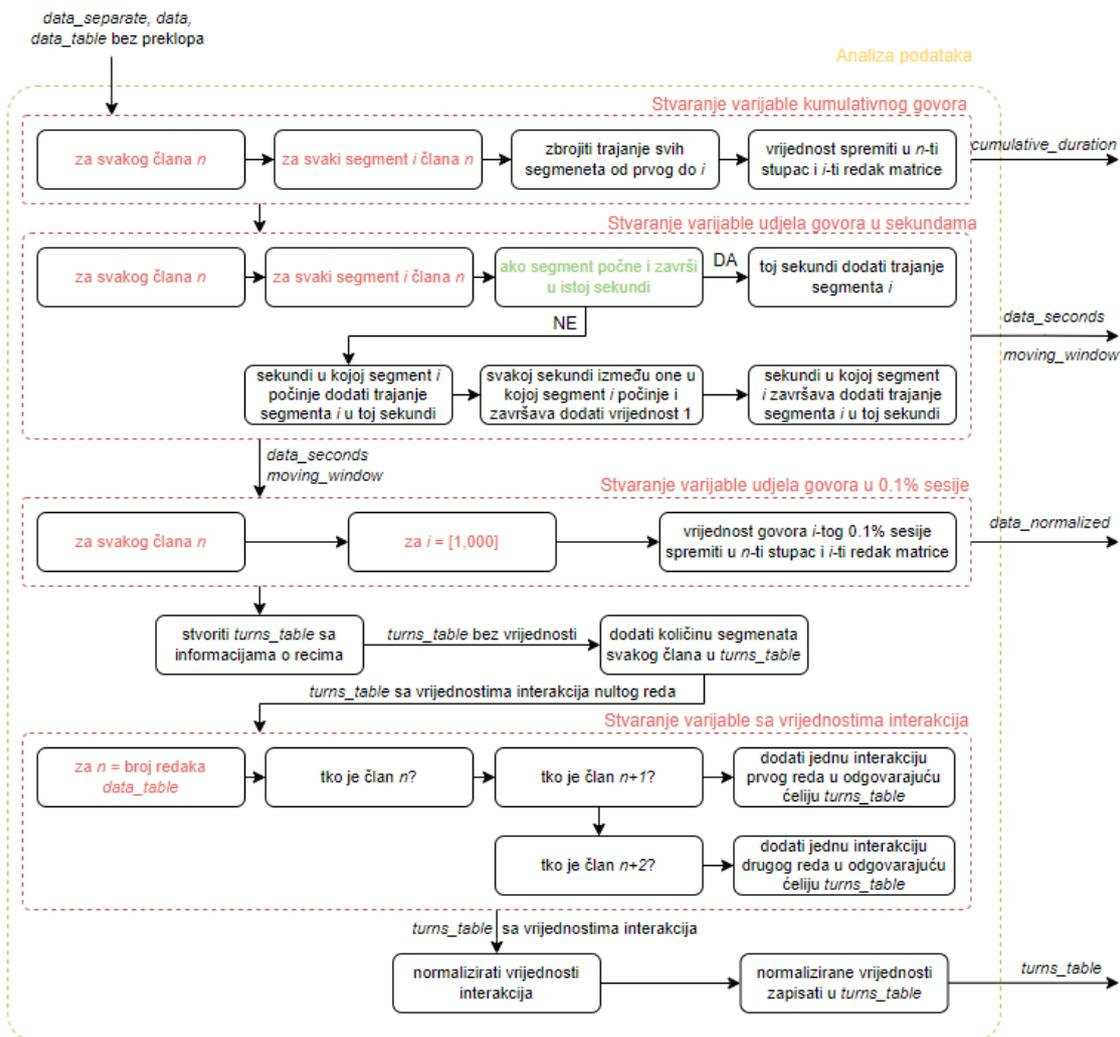 data_separate, data,
data_table bez preklopa
Analiza podataka
Stvaranje varijable kumulativnog govora
za svakog člana n
za svaki segment i člana n
zbrojiti trajanje svih
segmeneta od prvog do i
vrijednost spremiti u n-ti
stupac i i-ti redak matrice
cumulative_duration
Stvaranje varijable udjela govora u sekundama
za svakog člana n
za svaki segment i člana n
ako segment počne i završi
u istoj sekundi
DA
toj sekundi dodati trajanje
segmenta i
NE
data_seconds
moving_window
sekundi u kojoj segment i
počinje dodati trajanje
segmenta i u toj sekundi
svakoj sekundi između one u
kojoj segment i počinje i
završava dodati vrijednost 1
sekundi u kojoj segment
i završava dodati trajanje
segmenta i u toj sekundi
data_seconds
moving_window
Stvaranje varijable udjela govora u 0.1% sesije
za svakog člana n
za i = [1,000]
vrijednost govora i-tog 0.1% sesije
spremiti u n-ti stupac i i-ti redak matrice
data_normalized
stvoriti turns_table sa
informacijama o recima
turns_table bez vrijednosti
dodati količinu segmenata
svakog člana u turns_table
turns_table sa vrijednostima interakcija nultog reda
Stvaranje varijable sa vrijednostima interakcija
za n = broj redaka
data_table
tko je član n?
tko je član n+1?
dodati jednu interakciju
prvog reda u odgovarajuću
ćeliju turns_table
tko je član n+2?
dodati jednu interakciju
drugog reda u odgovarajuću
ćeliju turns_table
turns_table sa vrijednostima interakcija
normalizirati vrijednosti
interakcija
normalizirane vrijednosti
zapisati u turns_table
turns_table